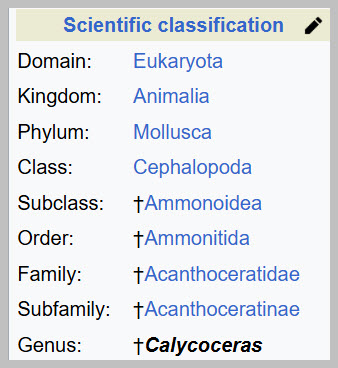 Scientific classification
Domain: Eukaryota
Kingdom: Animalia
Phylum: Mollusca
Class: Cephalopoda
Subclass: †Ammonoidea
Order: †Ammonitida
Family: †Acanthoceratidae
Subfamily: †Acanthoceratinae
Genus: †Calycoceras